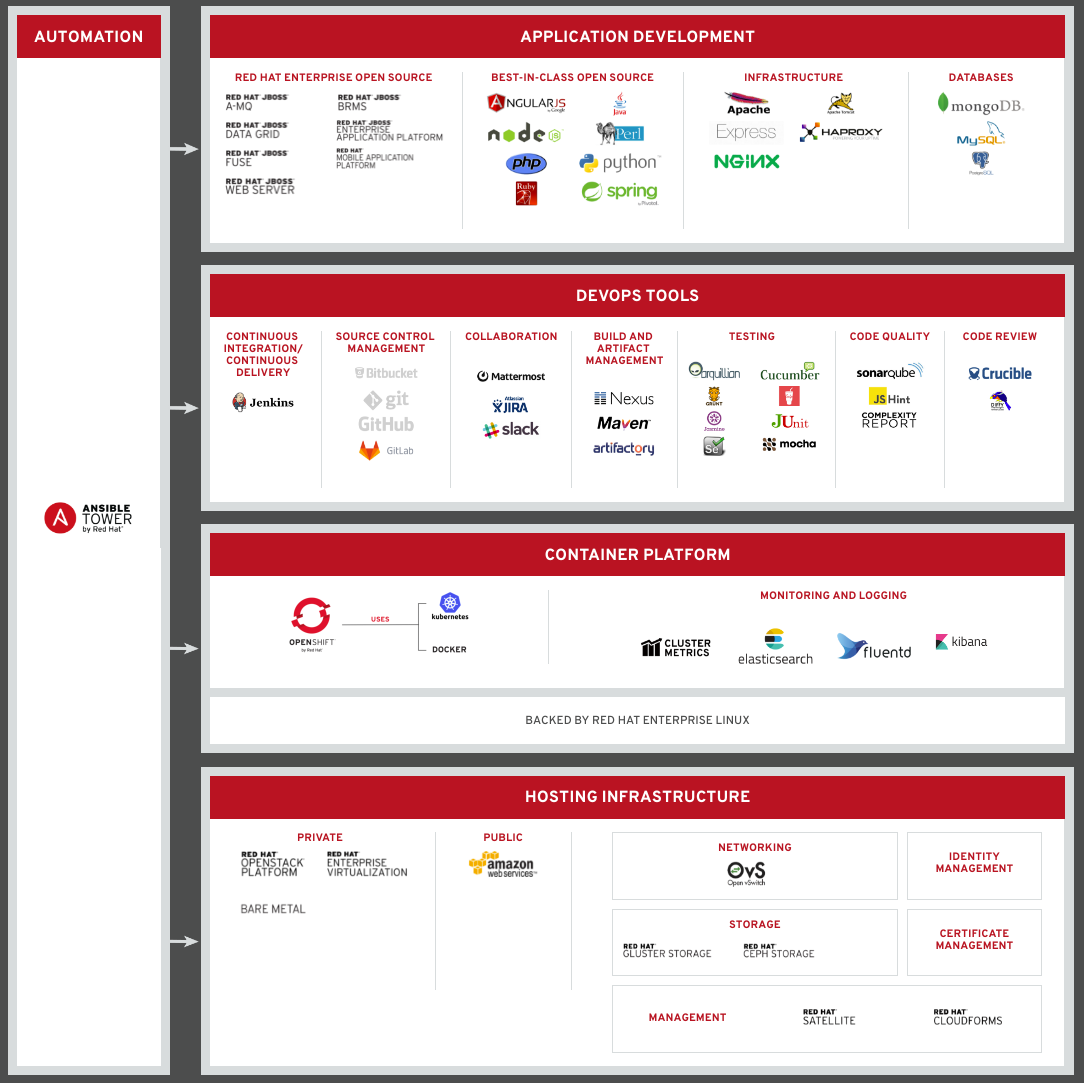 AUTOMATION
ANSIBLE
TOWER
by Red Hat®
APPLICATION DEVELOPMENT
RED HAT ENTERPRISE OPEN SOURCE
RED HAT® JBOSS®
A-MQ
RED HAT® JBOSS®
BRMS
RED HAT® JBOSS®
DATA GRID
RED HAT® JBOSS®
ENTERPRISE
APPLICATION PLATFORM
RED HAT® JBOSS®
FUSE
RED HAT®
MOBILE APPLICATION
PLATFORM
RED HAT® JBOSS®
WEB SERVER
BEST-IN-CLASS OPEN SOURCE
ANGULARJS
by Google
Java
node JS
Perl
php
python™
Ruby
spring
by Pivotal
INFRASTRUCTURE
Apache
Apache Tomcat
Express
HAPROXY
NGINX
DATABASES
mongoDB®
MySQL®
PostgreSQL
DEVOPS TOOLS
CONTINUOUS
INTEGRATION/
CONTINUOUS
DELIVERY
Jenkins
SOURCE CONTROL
MANAGEMENT
Bitbucket
git
GitHub
GitLab
COLLABORATION
Mattermost
Atlassian
JIRA
slack
BUILD AND
ARTIFACT
MANAGEMENT
Nexus
Maven™
artifactory
TESTING
arquillian
Cucumber
GRUNT
Jasmine
JUnit
Se
mocha
CODE QUALITY
sonarqube
JSHint
COMPLEXITY
REPORT
CODE REVIEW
Crucible
CONTAINER PLATFORM
OPENSHIFT®
by Red Hat®
USES
kubernetes
DOCKER
MONITORING AND LOGGING
CLUSTER
METRICS
elasticsearch
fluentd
kibana
BACKED BY RED HAT ENTERPRISE LINUX
HOSTING INFRASTRUCTURE
PRIVATE
RED HAT®
OPENSTACK®
PLATFORM
RED HAT®
ENTERPRISE
VIRTUALIZATION
BARE METAL
PUBLIC
amazon
webservices™
NETWORKING
OvS
Open vSwitch
IDENTITY
MANAGEMENT
STORAGE
RED HAT®
GLUSTER STORAGE
RED HAT®
CEPH STORAGE
CERTIFICATE
MANAGEMENT
MANAGEMENT
RED HAT®
SATELLITE
RED HAT®
CLOUDFORMS